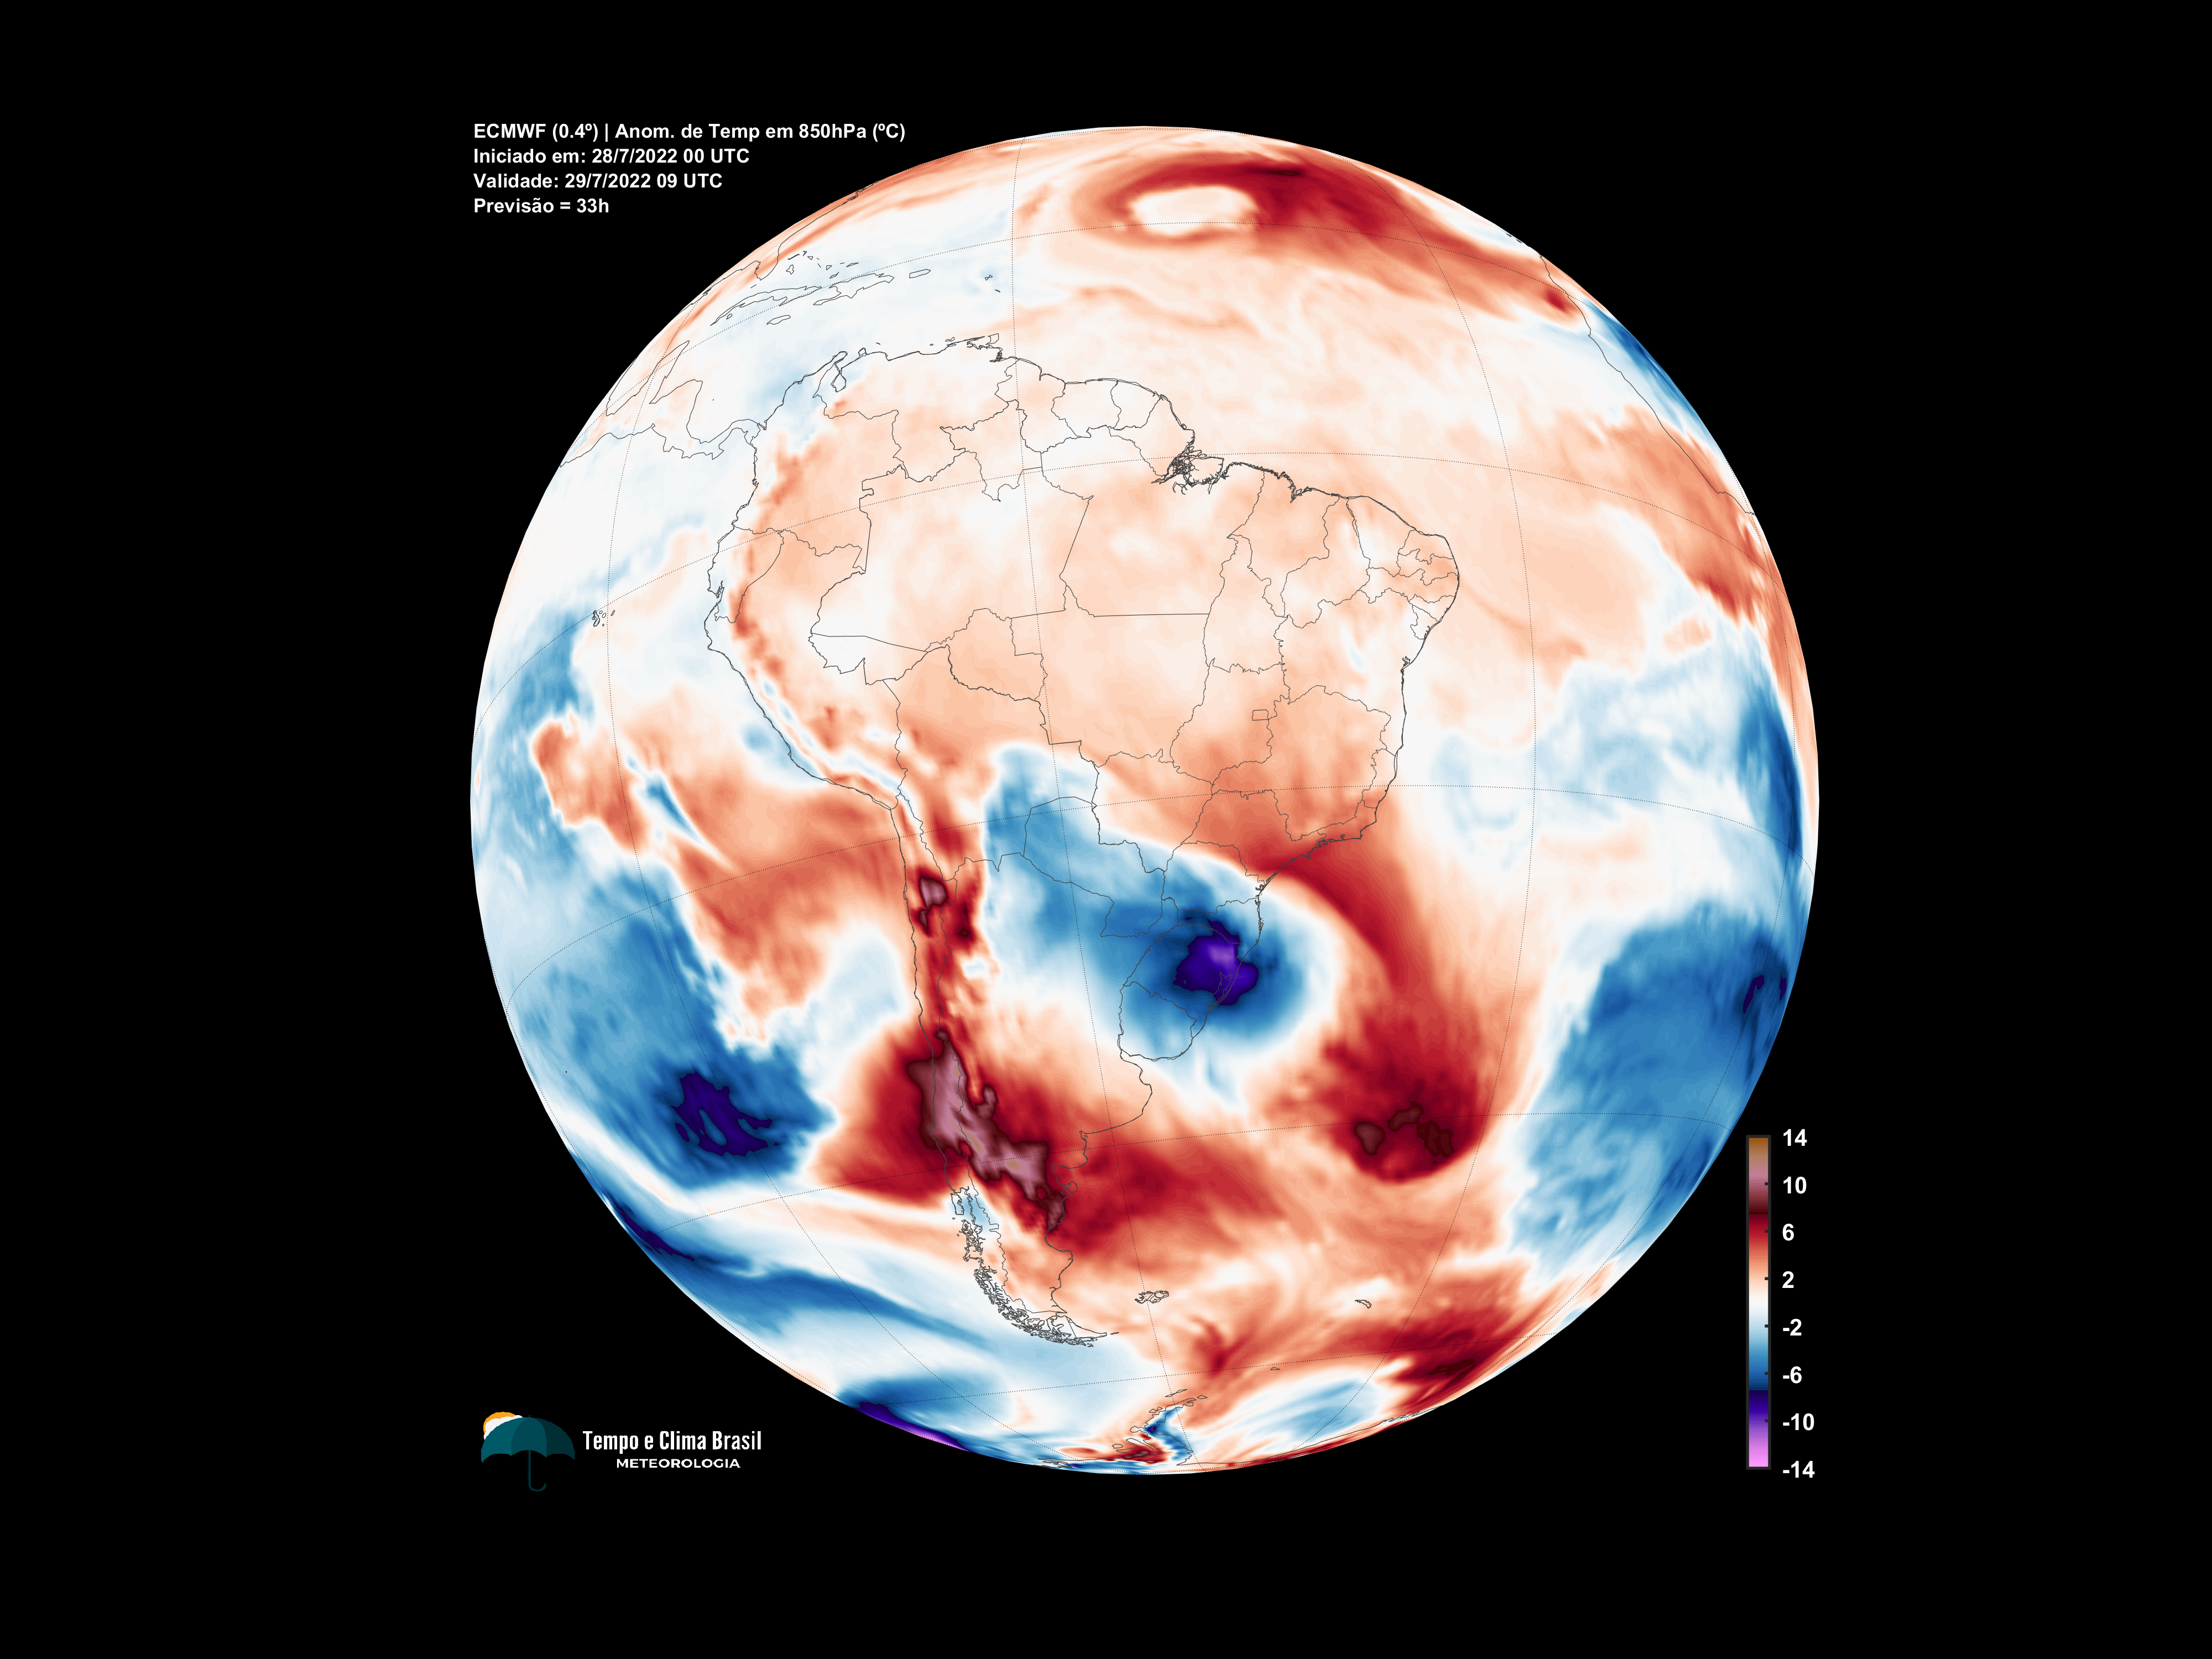 ECMWF (0.4º) | Anom. de Temp em 850hPa (ºC)
Iniciado em: 28/7/2022 00 UTC
Validade: 29/7/2022 09 UTC
Previsão = 33h
14
10
6
2
-2
-6
-10
-14
Tempo e Clima Brasil
METEOROLOGIA